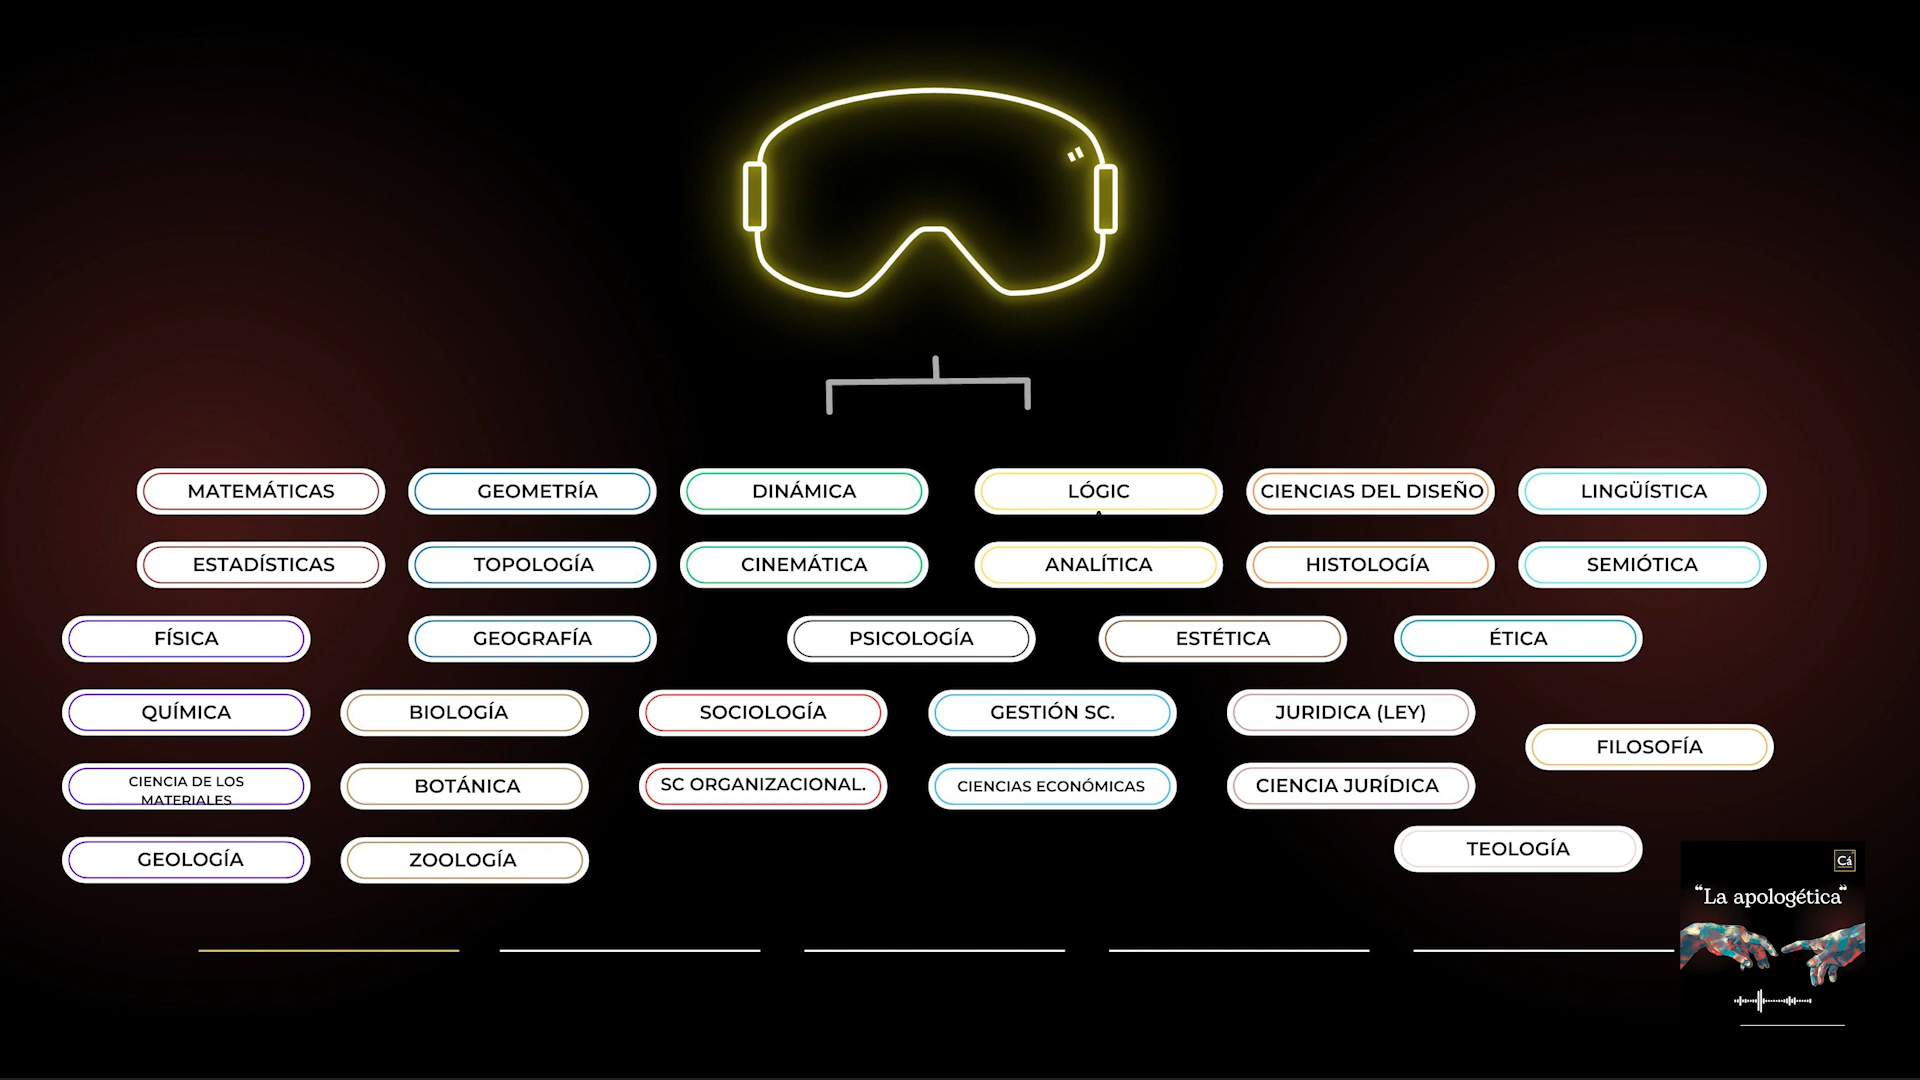 MATEMÁTICAS
GEOMETRÍA
DINÁMICA
LÓGIC
CIENCIAS DEL DISEÑO
LINGÜÍSTICA
ESTADÍSTICAS
TOPOLOGÍA
CINEMÁTICA
ANALÍTICA
HISTOLOGÍA
SEMIÓTICA
FÍSICA
GEOGRAFÍA
PSICOLOGÍA
ESTÉTICA
ÉTICA
QUÍMICA
BIOLOGÍA
SOCIOLOGÍA
GESTIÓN SC.
JURIDICA (LEY)
FILOSOFÍA
CIENCIA DE LOS
MATERIALES
BOTÁNICA
SC ORGANIZACIONAL.
CIENCIAS ECONÓMICAS
CIENCIA JURÍDICA
GEOLOGÍA
ZOOLOGÍA
TEOLOGÍA
Cá
“La apologética”